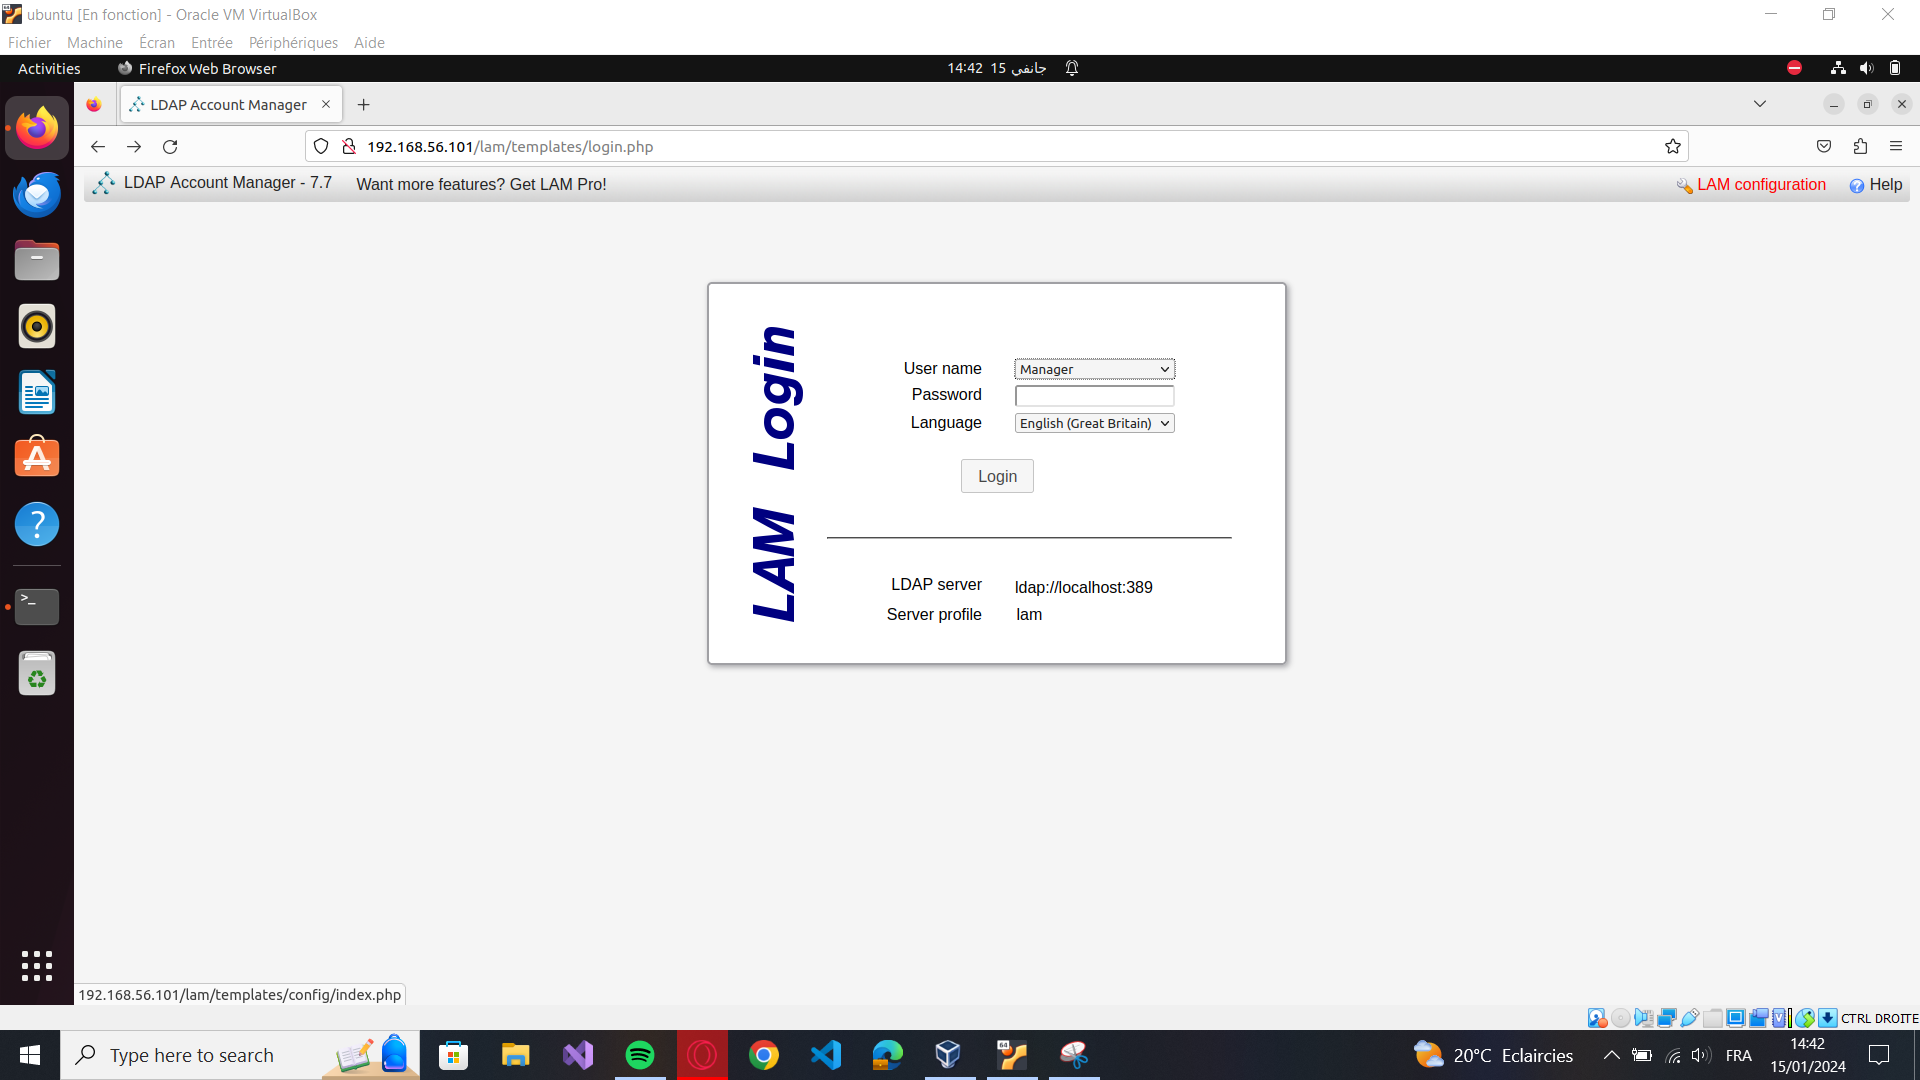 ubuntu [En fonction] - Oracle VM VirtualBox
Fichier Machine Écran Entrée Périphériques Aide
Activities Firefox Web Browser 14:42 15 جانفي
LDAP Account Manager
192.168.56.101/lam/templates/login.php
LDAP Account Manager - 7.7 Want more features? Get LAM Pro! LAM configuration Help
LAM Login
User name Manager
Password
Language English (Great Britain)
Login
LDAP server ldap://localhost:389
Server profile lam
192.168.56.101/lam/templates/config/index.php
CTRL DROITE
Type here to search
20°C Eclaircies FRA 14:42
15/01/2024